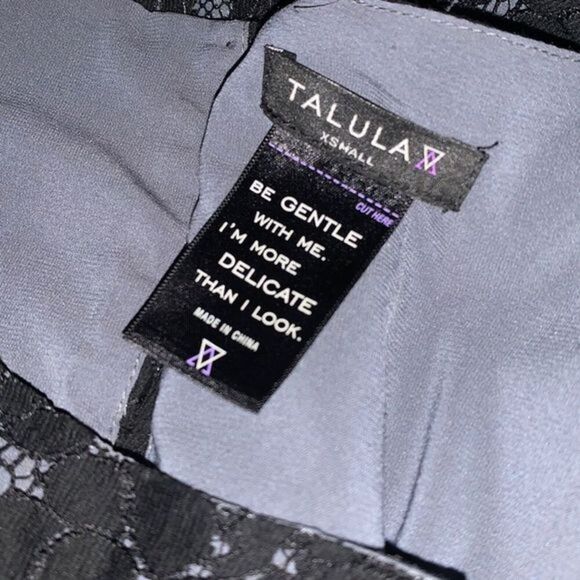 TALULA
XSMALL
CUT HERE
BE GENTLE
WITH ME.
I'M MORE
DELICATE
THAN I LOOK.
MADE IN CHINA